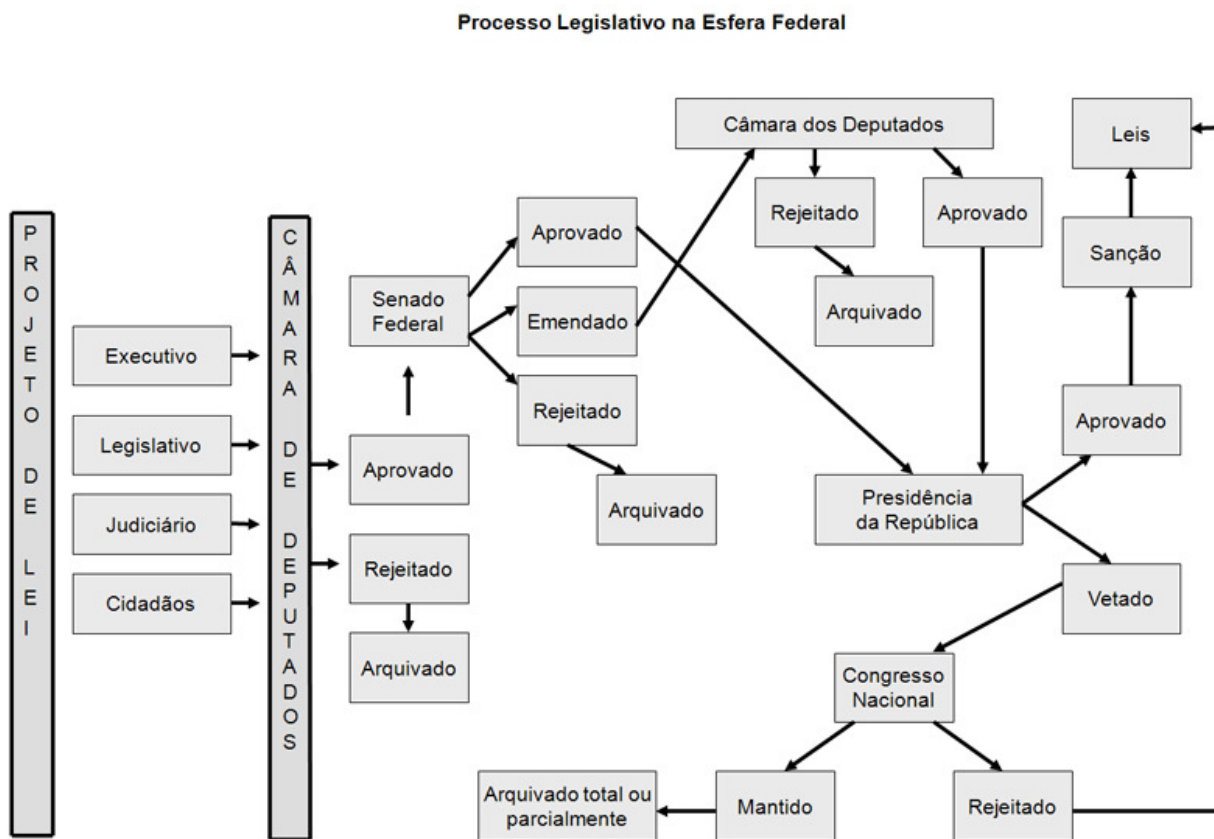 Processo Legislativo na Esfera Federal
PROJETO DE LEI
Executivo
Legislativo
Judiciário
Cidadãos
CÂMARA DE DEPUTADOS
Aprovado
Rejeitado
Arquivado
Senado
Federal
Aprovado
Emendado
Rejeitado
Arquivado
Câmara dos Deputados
Rejeitado
Arquivado
Aprovado
Presidência
da República
Aprovado
Sanção
Leis
Vetado
Congresso
Nacional
Mantido
Arquivado total ou
parcialmente
Rejeitado